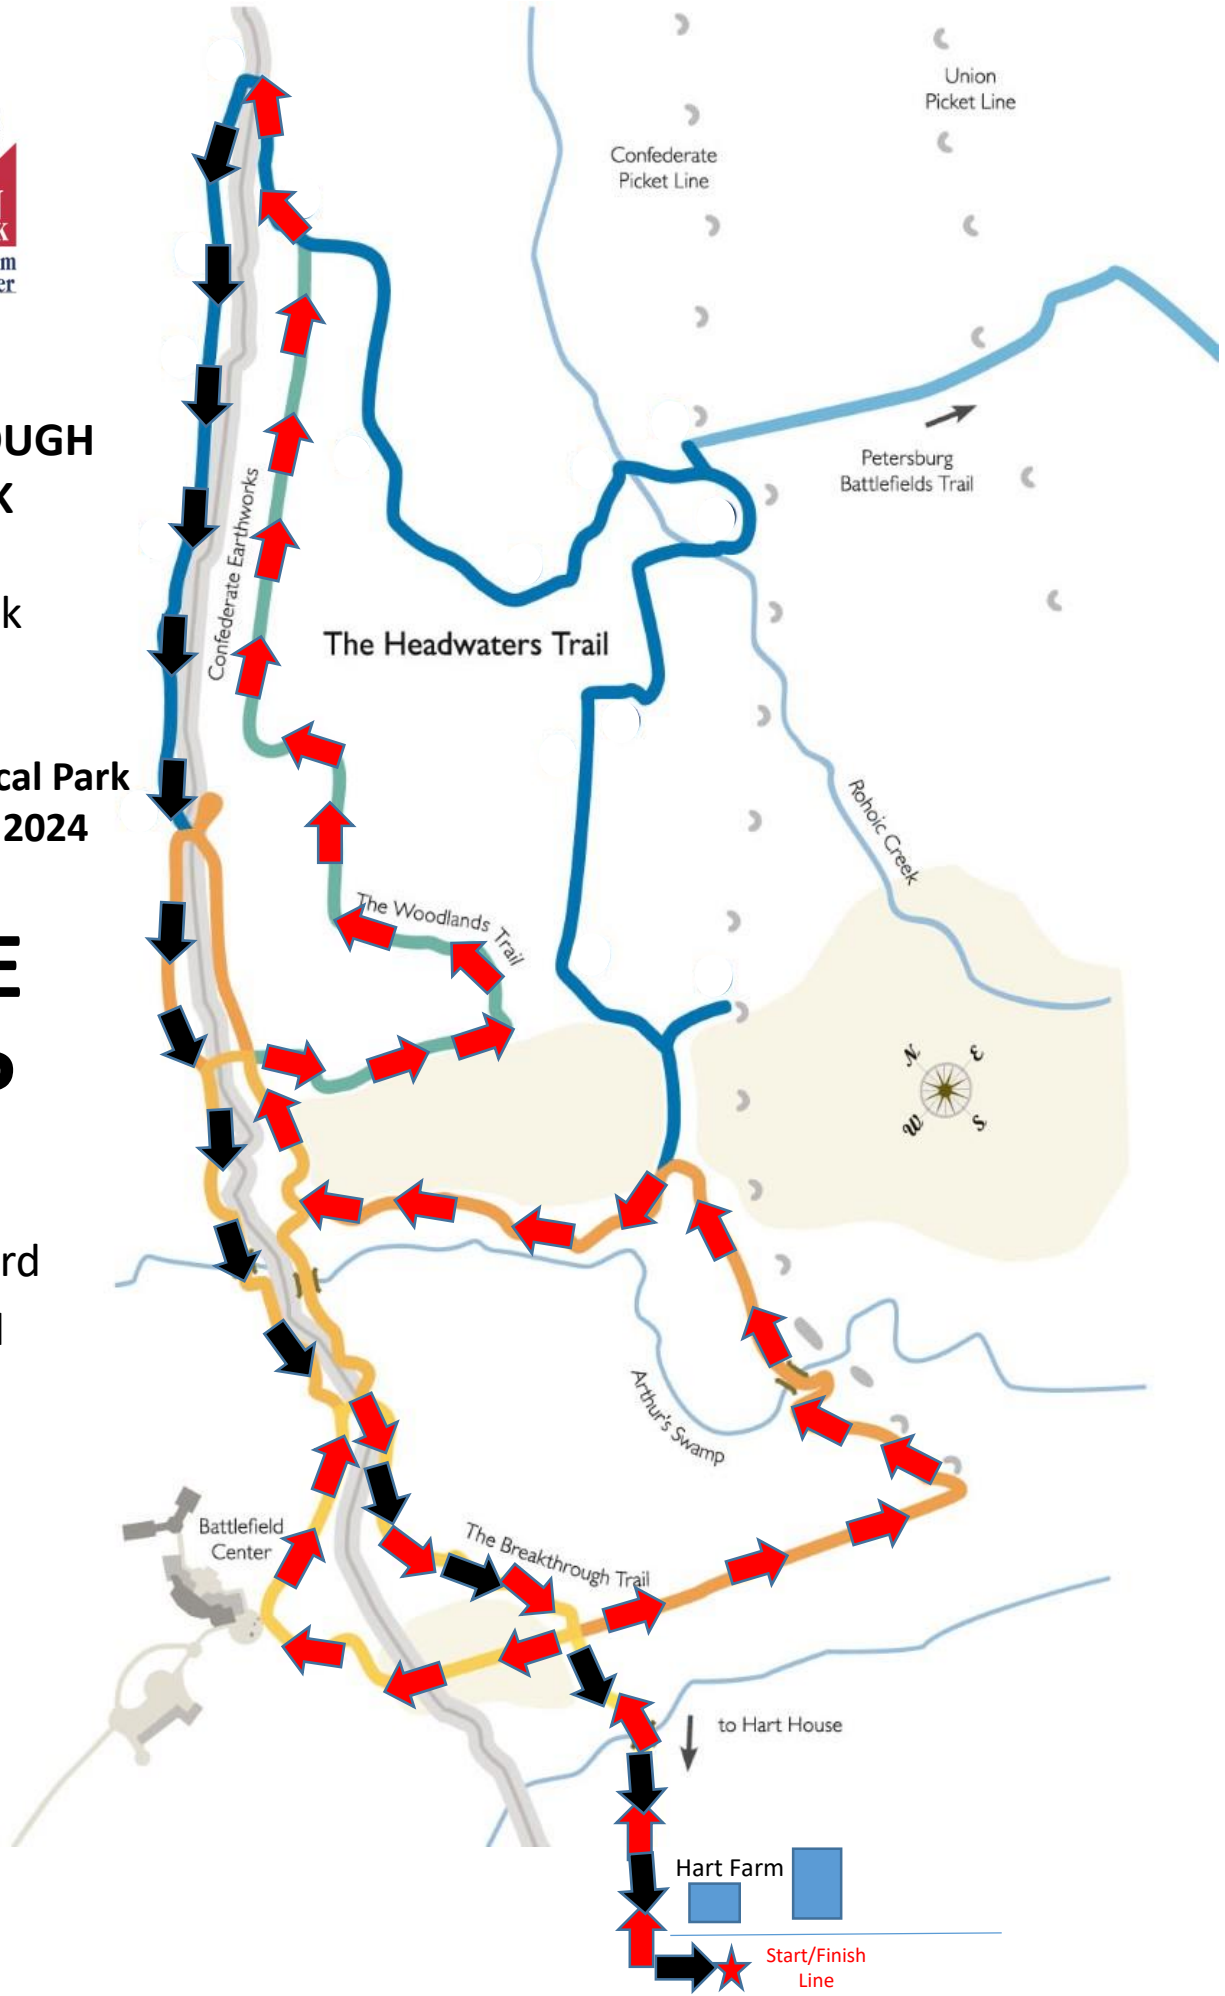 Union
Picket Line
Confederate
Picket Line
m
er
OUGH
K
Petersburg
Battlefields Trail
Confederate Earthworks
k
The Headwaters Trail
cal Park
2024
Rohoic Creek
The Woodlands Trail
E
N
E
W
S
rd
Arthur's Swamp
Battlefield
Center
The Breakthrough Trail
to Hart House
Hart Farm
Start/Finish
Line